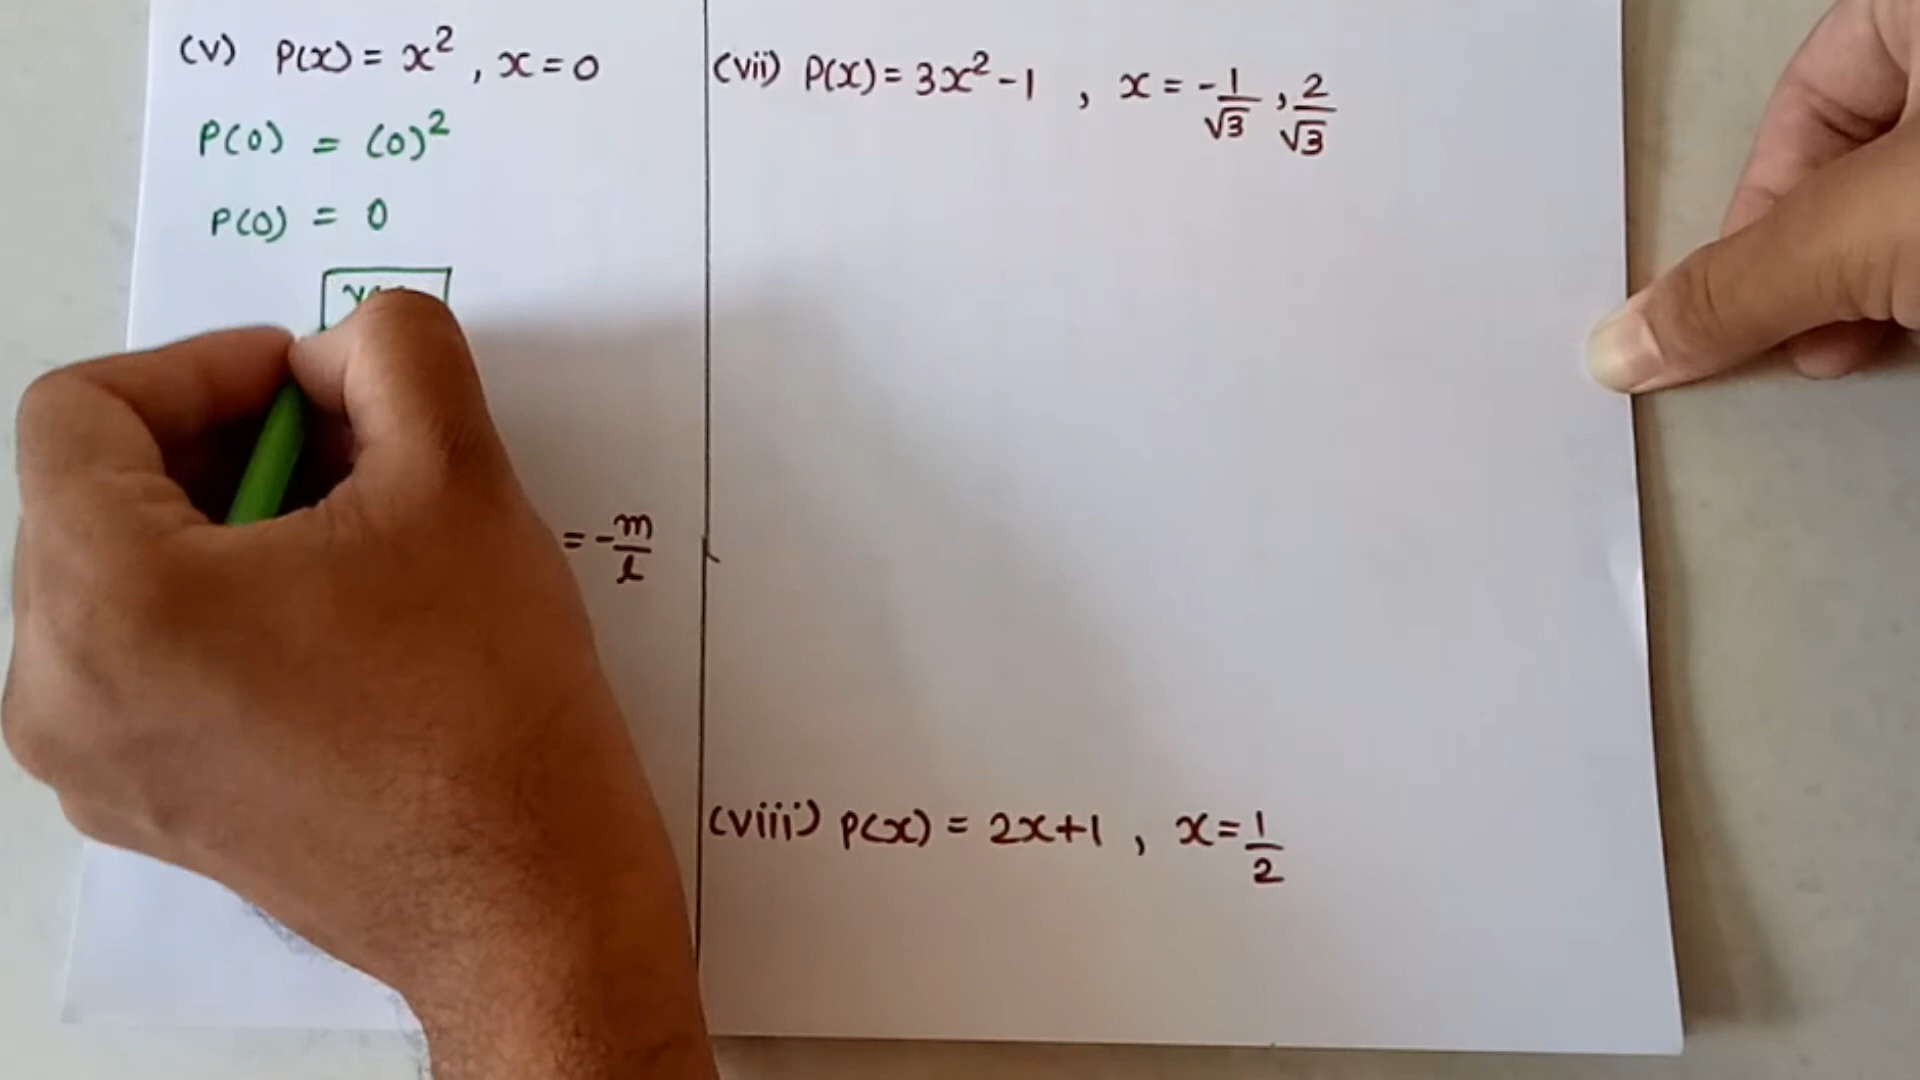 (v) P(x) = x² , x = 0
P(0) = (0)²
P(0) = 0
= -m/l
(vii) P(x) = 3x² - 1 , x = -1/√3 , 2/√3
(viii) P(x) = 2x+1 , x = 1/2